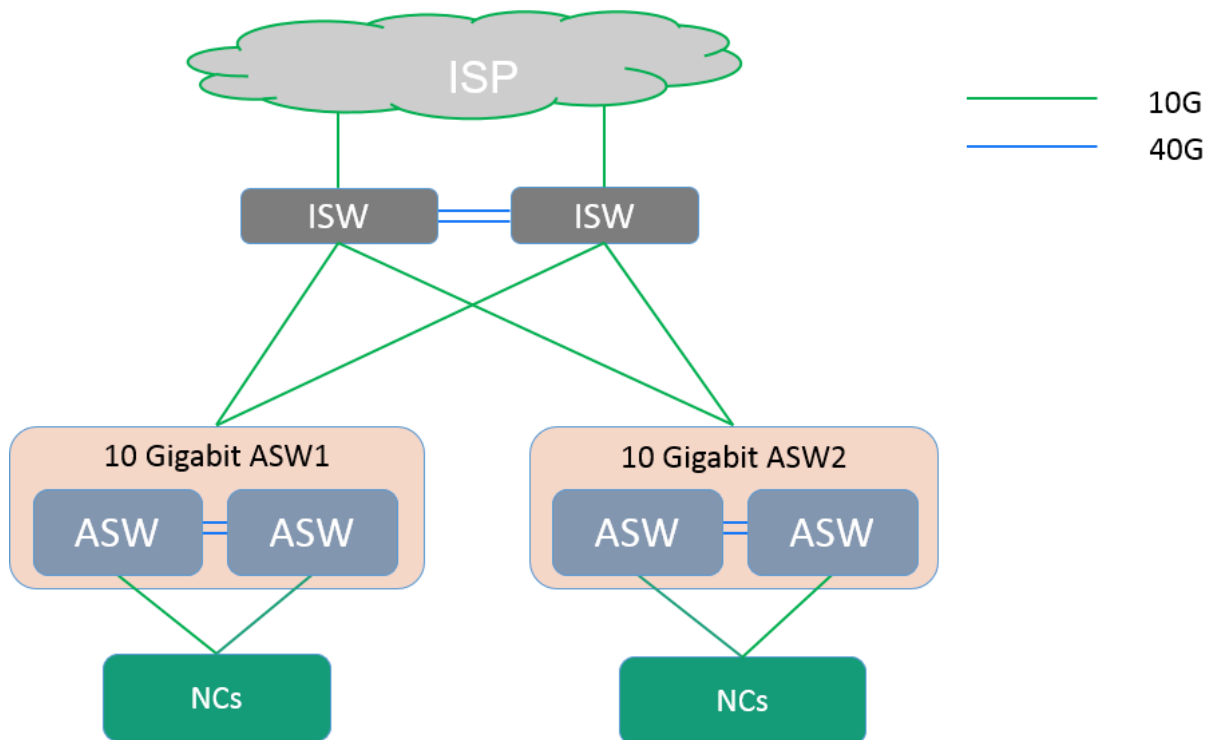 ISP
10G
40G
ISW
ISW
10 Gigabit ASW1
10 Gigabit ASW2
ASW
ASW
ASW
ASW
NCs
NCs